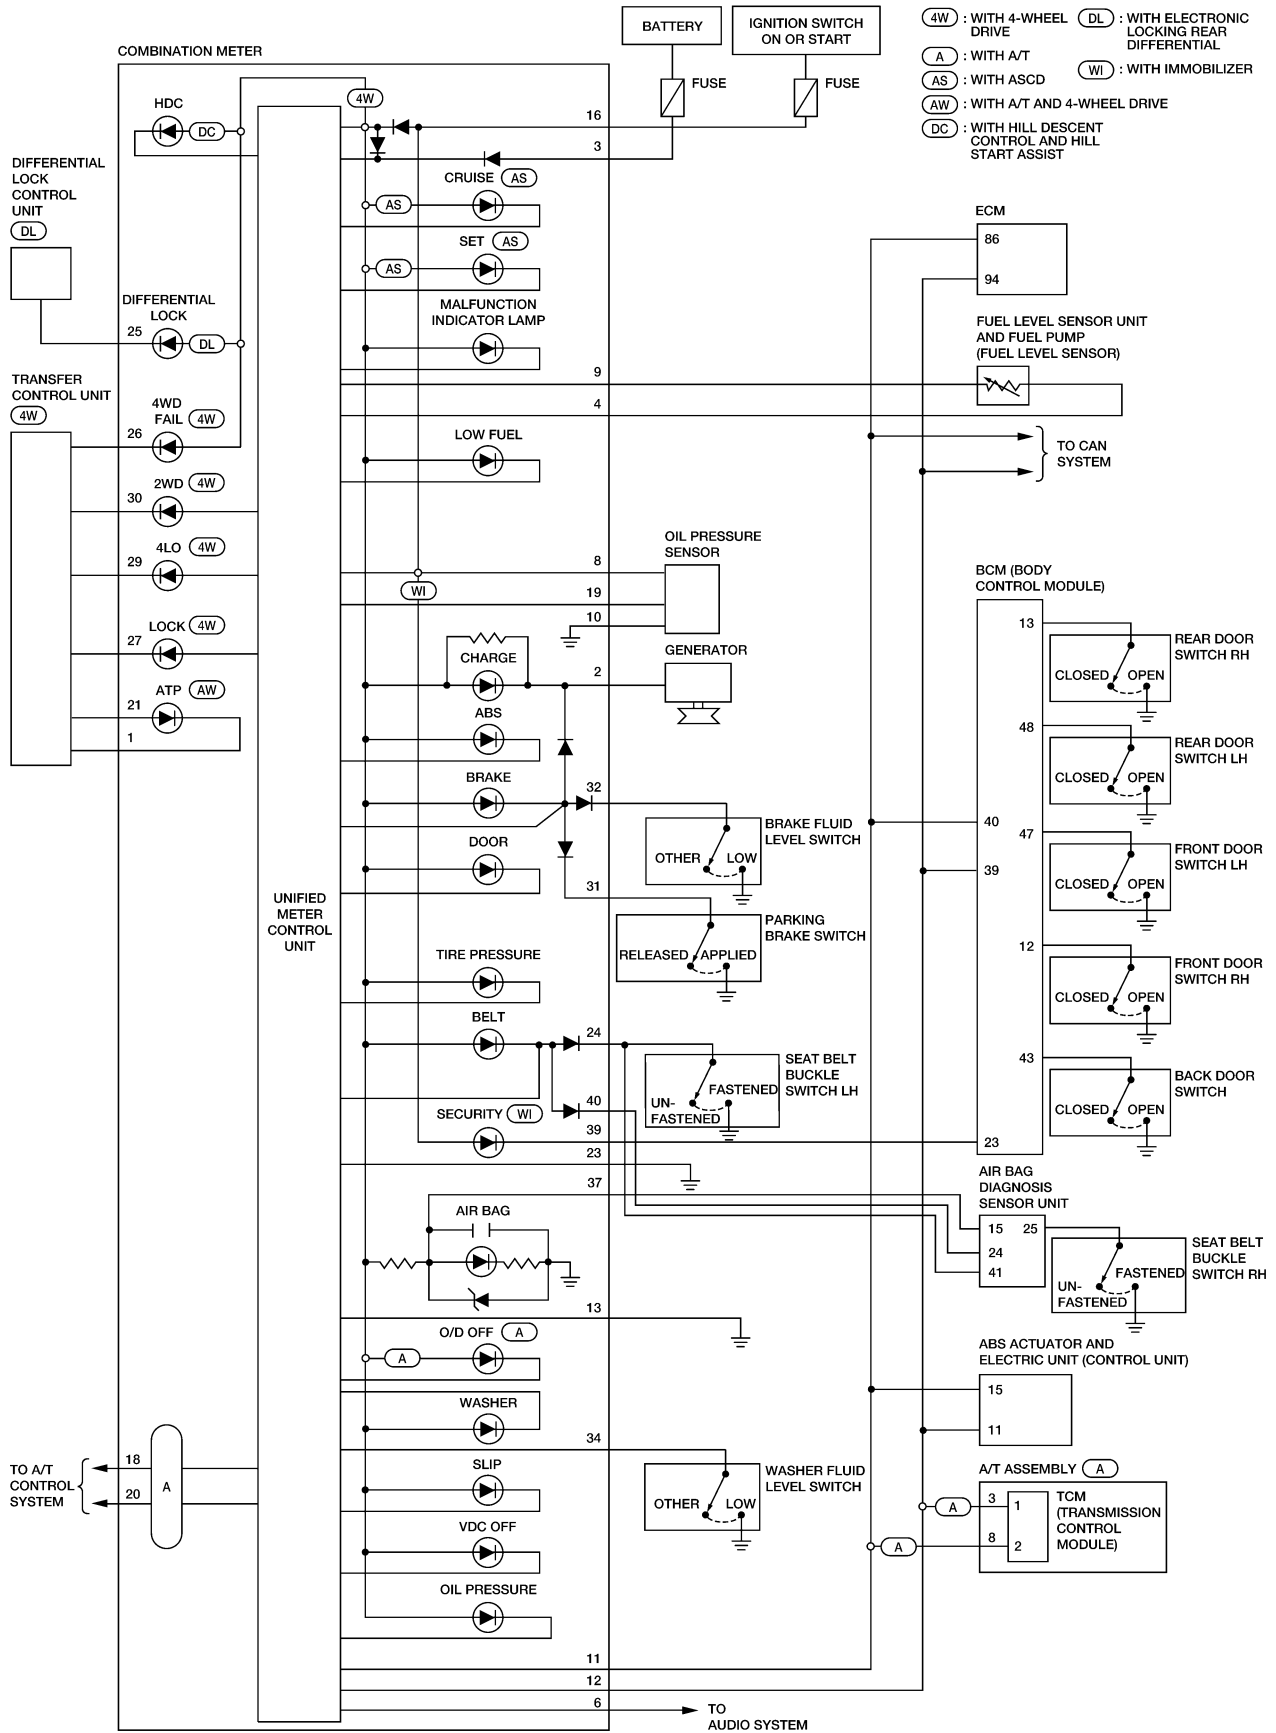 BATTERY
IGNITION SWITCH
ON OR START
FUSE
FUSE
4W : WITH 4-WHEEL
DRIVE
A : WITH A/T
AS : WITH ASCD
AW : WITH A/T AND 4-WHEEL DRIVE
DC : WITH HILL DESCENT
CONTROL AND HILL
START ASSIST
DL : WITH ELECTRONIC
LOCKING REAR
DIFFERENTIAL
WI : WITH IMMOBILIZER
COMBINATION METER
HDC
DC
DIFFERENTIAL
LOCK
CONTROL
UNIT
DL
DIFFERENTIAL
LOCK
25
DL
TRANSFER
CONTROL UNIT
4W
4WD
FAIL 4W
26
2WD 4W
30
4LO 4W
29
LOCK 4W
27
ATP AW
21
1
UNIFIED
METER
CONTROL
UNIT
TO A/T
CONTROL
SYSTEM
18
20
A
4W
16
3
CRUISE AS
AS
SET AS
AS
MALFUNCTION
INDICATOR LAMP
9
4
LOW FUEL
8
WI
19
10
OIL PRESSURE
SENSOR
CHARGE
2
GENERATOR
ABS
BRAKE
32
BRAKE FLUID
LEVEL SWITCH
OTHER LOW
DOOR
31
PARKING
BRAKE SWITCH
RELEASED APPLIED
TIRE PRESSURE
BELT
24
SEAT BELT
BUCKLE
SWITCH LH
FASTENED
UN-
FASTENED
40
SECURITY WI
39
23
37
AIR BAG
13
O/D OFF A
A
WASHER
34
WASHER FLUID
LEVEL SWITCH
OTHER LOW
SLIP
VDC OFF
OIL PRESSURE
11
12
6
TO
AUDIO SYSTEM
ECM
86
94
FUEL LEVEL SENSOR UNIT
AND FUEL PUMP
(FUEL LEVEL SENSOR)
TO CAN
SYSTEM
BCM (BODY
CONTROL MODULE)
13
REAR DOOR
SWITCH RH
CLOSED OPEN
48
REAR DOOR
SWITCH LH
CLOSED OPEN
40
47
39
FRONT DOOR
SWITCH LH
CLOSED OPEN
12
FRONT DOOR
SWITCH RH
CLOSED OPEN
43
BACK DOOR
SWITCH
CLOSED OPEN
23
AIR BAG
DIAGNOSIS
SENSOR UNIT
15 25
24
41
SEAT BELT
BUCKLE
SWITCH RH
FASTENED
UN-
FASTENED
ABS ACTUATOR AND
ELECTRIC UNIT (CONTROL UNIT)
15
11
A/T ASSEMBLY A
A
3
1
A
8
2
TCM
(TRANSMISSION
CONTROL
MODULE)